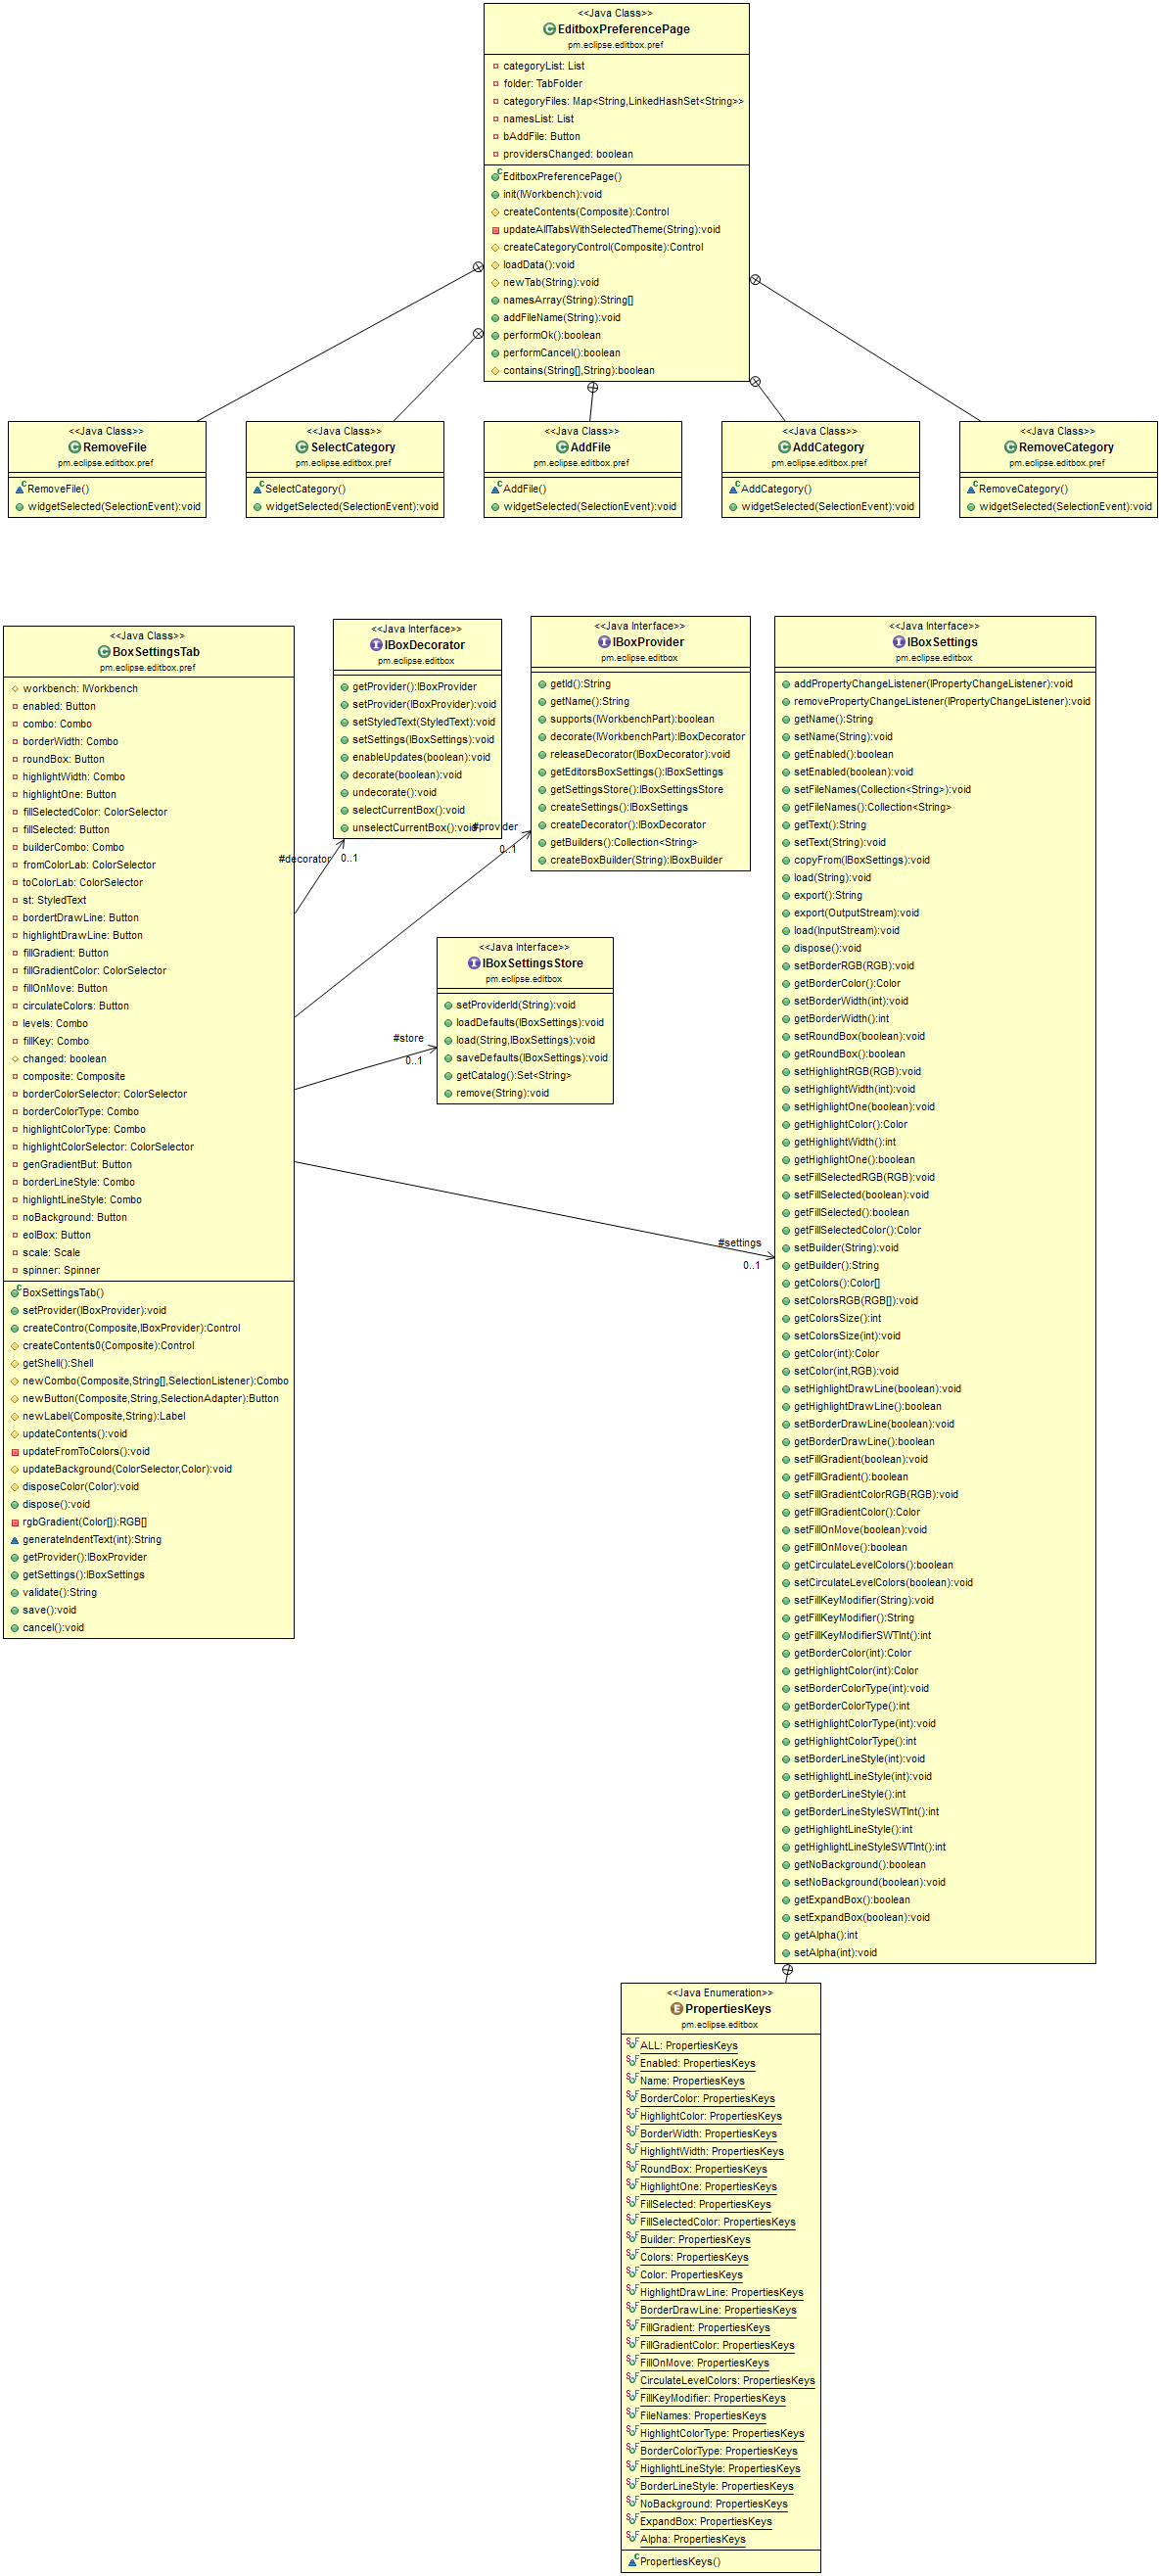 <<Java Class>>
EditboxPreferencePage
pm.eclipse.editbox.pref
categoryList: List
folder: TabFolder
categoryFiles: Map<String,LinkedHashSet<String>>
namesList: List
bAddFile: Button
providersChanged: boolean
EditboxPreferencePage()
init(IWorkbench):void
createContents(Composite):Control
updateAllTabsWithSelectedTheme(String):void
createCategoryControl(Composite):Control
loadData():void
newTab(String):void
namesArray(String):String[]
addFileName(String):void
performOk():boolean
performCancel():boolean
contains(String[],String):boolean
<<Java Class>>
RemoveFile
pm.eclipse.editbox.pref
RemoveFile()
widgetSelected(SelectionEvent):void
<<Java Class>>
SelectCategory
pm.eclipse.editbox.pref
SelectCategory()
widgetSelected(SelectionEvent):void
<<Java Class>>
AddFile
pm.eclipse.editbox.pref
AddFile()
widgetSelected(SelectionEvent):void
<<Java Class>>
AddCategory
pm.eclipse.editbox.pref
AddCategory()
widgetSelected(SelectionEvent):void
<<Java Class>>
RemoveCategory
pm.eclipse.editbox.pref
RemoveCategory()
widgetSelected(SelectionEvent):void
<<Java Class>>
BoxSettingsTab
pm.eclipse.editbox.pref
workbench: IWorkbench
enabled: Button
combo: Combo
borderWidth: Combo
roundBox: Button
highlightWidth: Combo
highlightOne: Button
fillSelectedColor: ColorSelector
fillSelected: Button
builderCombo: Combo
fromColorLab: ColorSelector
toColorLab: ColorSelector
st: StyledText
bordertDrawLine: Button
highlightDrawLine: Button
fillGradient: Button
fillGradientColor: ColorSelector
fillOnMove: Button
circulateColors: Button
levels: Combo
fillKey: Combo
changed: boolean
composite: Composite
borderColorSelector: ColorSelector
borderColorType: Combo
highlightColorType: Combo
highlightColorSelector: ColorSelector
genGradientBut: Button
borderLineStyle: Combo
highlightLineStyle: Combo
noBackground: Button
eolBox: Button
scale: Scale
spinner: Spinner
BoxSettingsTab()
setProvider(IBoxProvider):void
createContro(Composite,IBoxProvider):Control
createContents0(Composite):Control
getShell():Shell
newCombo(Composite,String[],SelectionListener):Combo
newButton(Composite,String,SelectionAdapter):Button
newLabel(Composite,String):Label
updateContents():void
updateFromToColors():void
updateBackground(ColorSelector,Color):void
disposeColor(Color):void
dispose():void
rgbGradient(Color[]):RGB[]
generateIndentText(int):String
getProvider():IBoxProvider
getSettings():IBoxSettings
validate():String
save():void
cancel():void
<<Java Interface>>
IBoxDecorator
pm.eclipse.editbox
getProvider():IBoxProvider
setProvider(IBoxProvider):void
setStyledText(StyledText):void
setSettings(IBoxSettings):void
enableUpdates(boolean):void
decorate(boolean):void
undecorate():void
selectCurrentBox():void
unselectCurrentBox():void
#decorator
0..1
<<Java Interface>>
IBoxProvider
pm.eclipse.editbox
getId():String
getName():String
supports(IWorkbenchPart):boolean
decorate(IWorkbenchPart):IBoxDecorator
releaseDecorator(IBoxDecorator):void
getEditorsBoxSettings():IBoxSettings
getSettingsStore():IBoxSettingsStore
createSettings():IBoxSettings
createDecorator():IBoxDecorator
getBuilders():Collection<String>
createBoxBuilder(String):IBoxBuilder
#provider
0..1
<<Java Interface>>
IBoxSettingsStore
pm.eclipse.editbox
setProviderId(String):void
loadDefaults(IBoxSettings):void
load(String,IBoxSettings):void
saveDefaults(IBoxSettings):void
getCatalog():Set<String>
remove(String):void
#store
0..1
#settings
0..1
<<Java Interface>>
IBoxSettings
pm.eclipse.editbox
addPropertyChangeListener(IPropertyChangeListener):void
removePropertyChangeListener(IPropertyChangeListener):void
getName():String
setName(String):void
getEnabled():boolean
setEnabled(boolean):void
setFileNames(Collection<String>):void
getFileNames():Collection<String>
getText():String
setText(String):void
copyFrom(IBoxSettings):void
load(String):void
export():String
export(OutputStream):void
load(InputStream):void
dispose():void
setBorderRGB(RGB):void
getBorderColor():Color
setBorderWidth(int):void
getBorderWidth():int
setRoundBox(boolean):void
getRoundBox():boolean
setHighlightRGB(RGB):void
setHighlightWidth(int):void
setHighlightOne(boolean):void
getHighlightColor():Color
getHighlightWidth():int
getHighlightOne():boolean
setFillSelectedRGB(RGB):void
setFillSelected(boolean):void
getFillSelected():boolean
getFillSelectedColor():Color
setBuilder(String):void
getBuilder():String
getColors():Color[]
setColorsRGB(RGB[]):void
getColorsSize():int
setColorsSize(int):void
getColor(int):Color
setColor(int,RGB):void
setHighlightDrawLine(boolean):void
getHighlightDrawLine():boolean
setBorderDrawLine(boolean):void
getBorderDrawLine():boolean
setFillGradient(boolean):void
getFillGradient():boolean
setFillGradientColorRGB(RGB):void
getFillGradientColor():Color
setFillOnMove(boolean):void
getFillOnMove():boolean
getCirculateLevelColors():boolean
setCirculateLevelColors(boolean):void
setFillKeyModifier(String):void
getFillKeyModifier():String
getFillKeyModifierSWTInt():int
getBorderColor(int):Color
getHighlightColor(int):Color
setBorderColorType(int):void
getBorderColorType():int
setHighlightColorType(int):void
getHighlightColorType():int
setBorderLineStyle(int):void
setHighlightLineStyle(int):void
getBorderLineStyle():int
getBorderLineStyleSWTInt():int
getHighlightLineStyle():int
getHighlightLineStyleSWTInt():int
getNoBackground():boolean
setNoBackground(boolean):void
getExpandBox():boolean
setExpandBox(boolean):void
getAlpha():int
setAlpha(int):void
<<Java Enumeration>>
PropertiesKeys
pm.eclipse.editbox
ALL: PropertiesKeys
Enabled: PropertiesKeys
Name: PropertiesKeys
BorderColor: PropertiesKeys
HighlightColor: PropertiesKeys
BorderWidth: PropertiesKeys
HighlightWidth: PropertiesKeys
RoundBox: PropertiesKeys
HighlightOne: PropertiesKeys
FillSelected: PropertiesKeys
FillSelectedColor: PropertiesKeys
Builder: PropertiesKeys
Colors: PropertiesKeys
Color: PropertiesKeys
HighlightDrawLine: PropertiesKeys
BorderDrawLine: PropertiesKeys
FillGradient: PropertiesKeys
FillGradientColor: PropertiesKeys
FillOnMove: PropertiesKeys
CirculateLevelColors: PropertiesKeys
FillKeyModifier: PropertiesKeys
FileNames: PropertiesKeys
HighlightColorType: PropertiesKeys
BorderColorType: PropertiesKeys
HighlightLineStyle: PropertiesKeys
BorderLineStyle: PropertiesKeys
NoBackground: PropertiesKeys
ExpandBox: PropertiesKeys
Alpha: PropertiesKeys
PropertiesKeys()